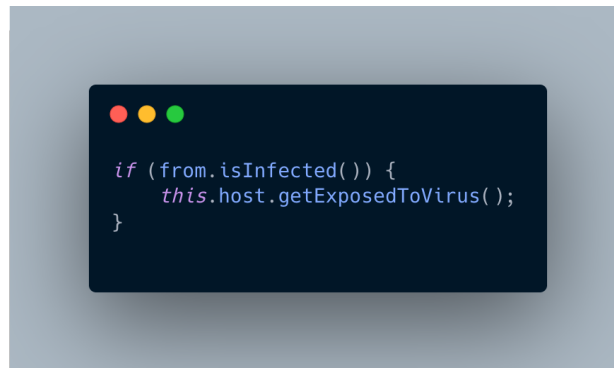 if (from.isInfected()) {
    this.host.getExposedToVirus();
}